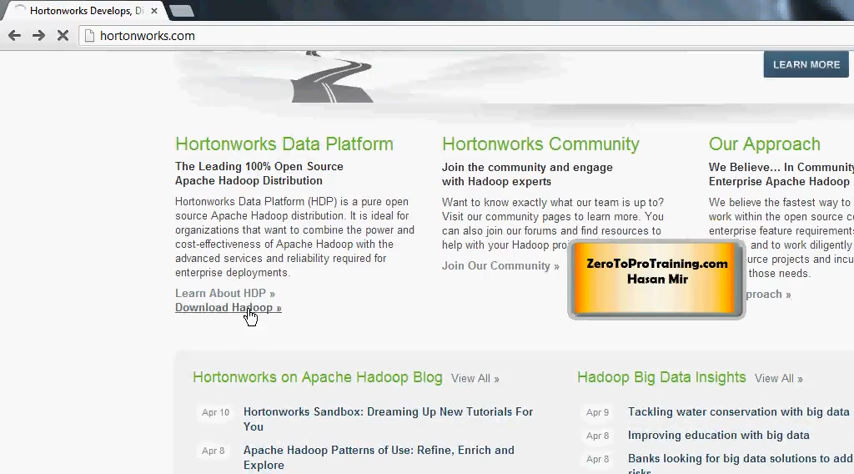 Hortonworks Develops, Di
hortonworks.com
LEARN MORE
Hortonworks Data Platform
The Leading 100% Open Source
Apache Hadoop Distribution
Hortonworks Data Platform (HDP) is a pure open
source Apache Hadoop distribution. It is ideal for
organizations that want to combine the power and
cost-effectiveness of Apache Hadoop with the
advanced services and reliability required for
enterprise deployments.
Learn About HDP »
Download Hadoop »
Hortonworks Community
Join the community and engage
with Hadoop experts
Want to know exactly what our team is up to?
Visit our community pages to learn more. You
can also join our forums and find resources to
help with your Hadoop proj
Join Our Community »
Our Approach
We Believe... In Community
Enterprise Apache Hadoop
We believe the fastest way to
work within the open source co
enterprise feature requirements
and to work diligently
urce projects and incu
those needs.
proach »
ZeroToProTraining.com
Hasan Mir
Hortonworks on Apache Hadoop Blog View All »
Apr 10 Hortonworks Sandbox: Dreaming Up New Tutorials For
You
Apr 8 Apache Hadoop Patterns of Use: Refine, Enrich and
Explore
Hadoop Big Data Insights View All »
Apr 9 Tackling water conservation with big data
Apr 8 Improving education with big data
Apr 8 Banks looking for big data solutions to add
risks